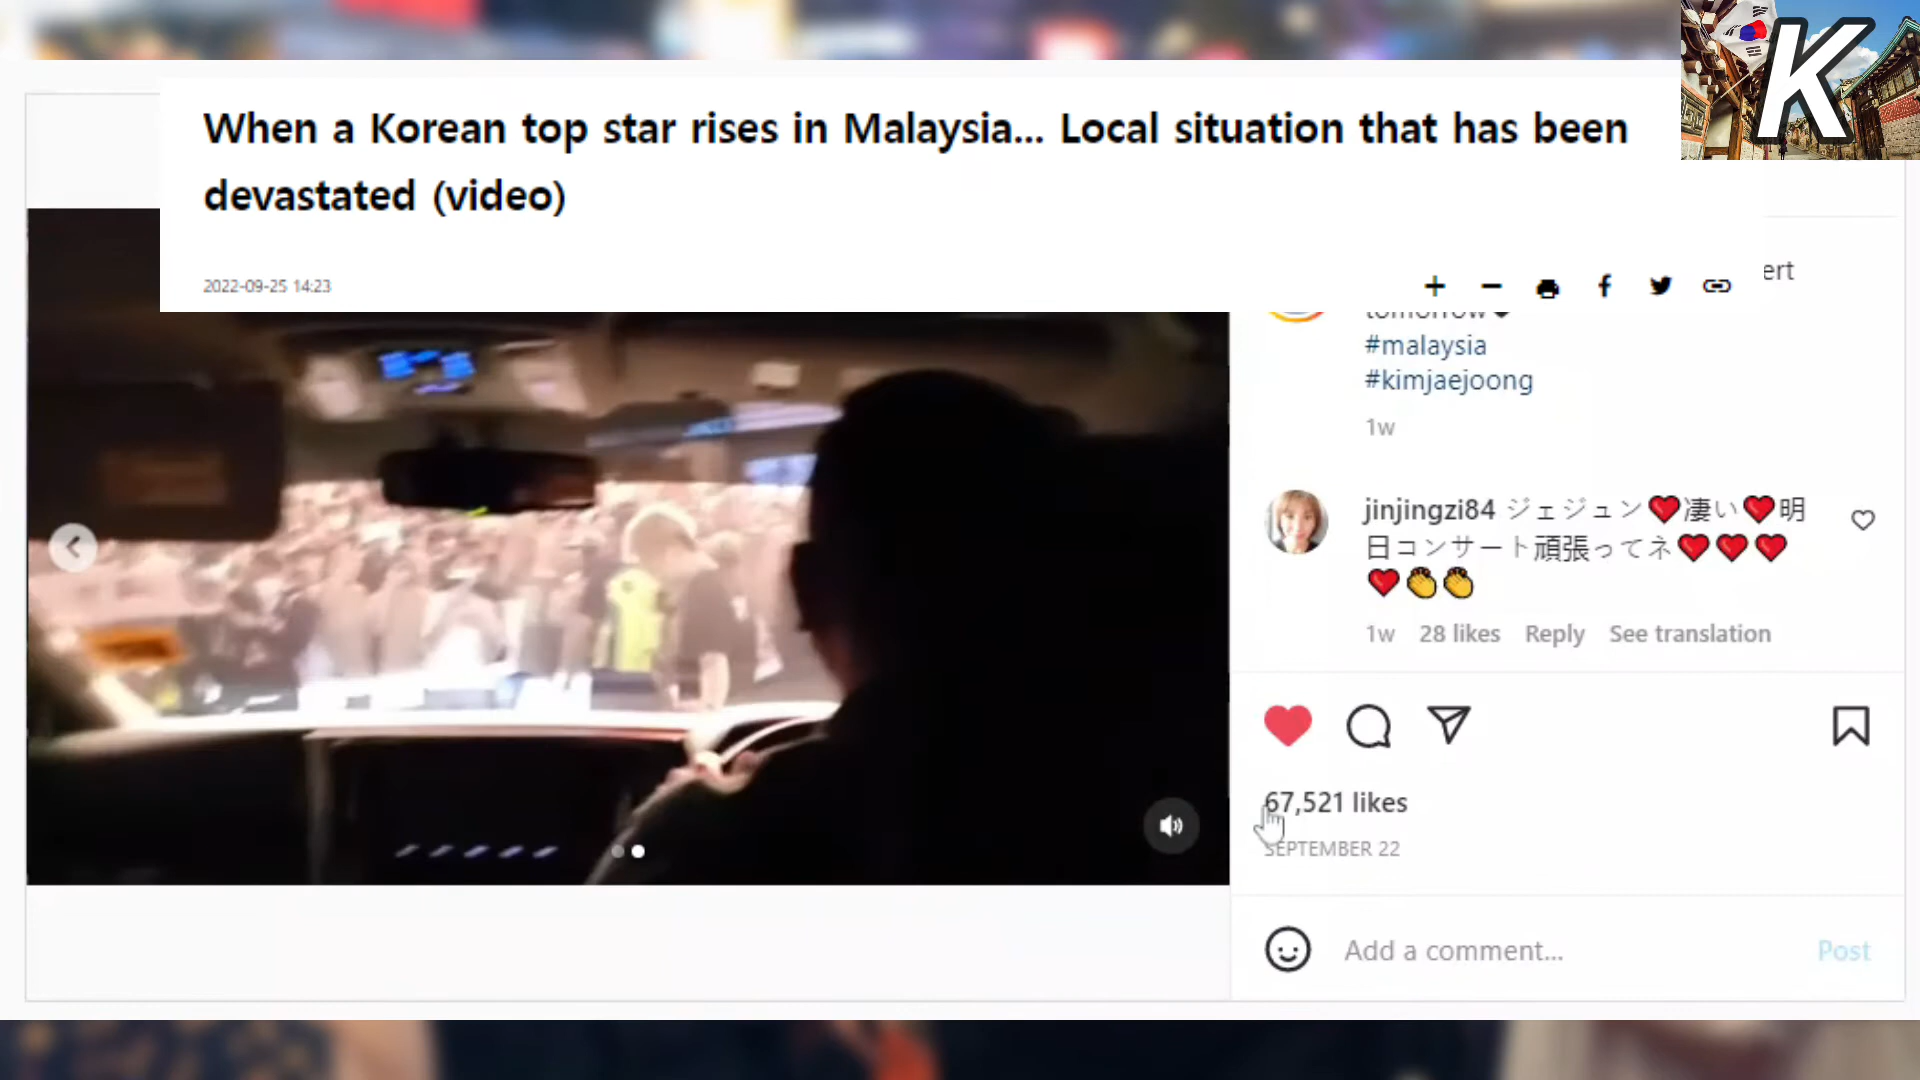 When a Korean top star rises in Malaysia... Local situation that has been
devastated (video)
K
2022-09-25 14:23
ert
tomorrow
#malaysia
#kimjaejoong
1w
jinjingzi84 ジェジュン❤️凄い❤️明
日コンサート頑張ってネ❤️❤️❤️
❤️👏👏
1w 28 likes Reply See translation
67,521 likes
SEPTEMBER 22
Add a comment...
Post